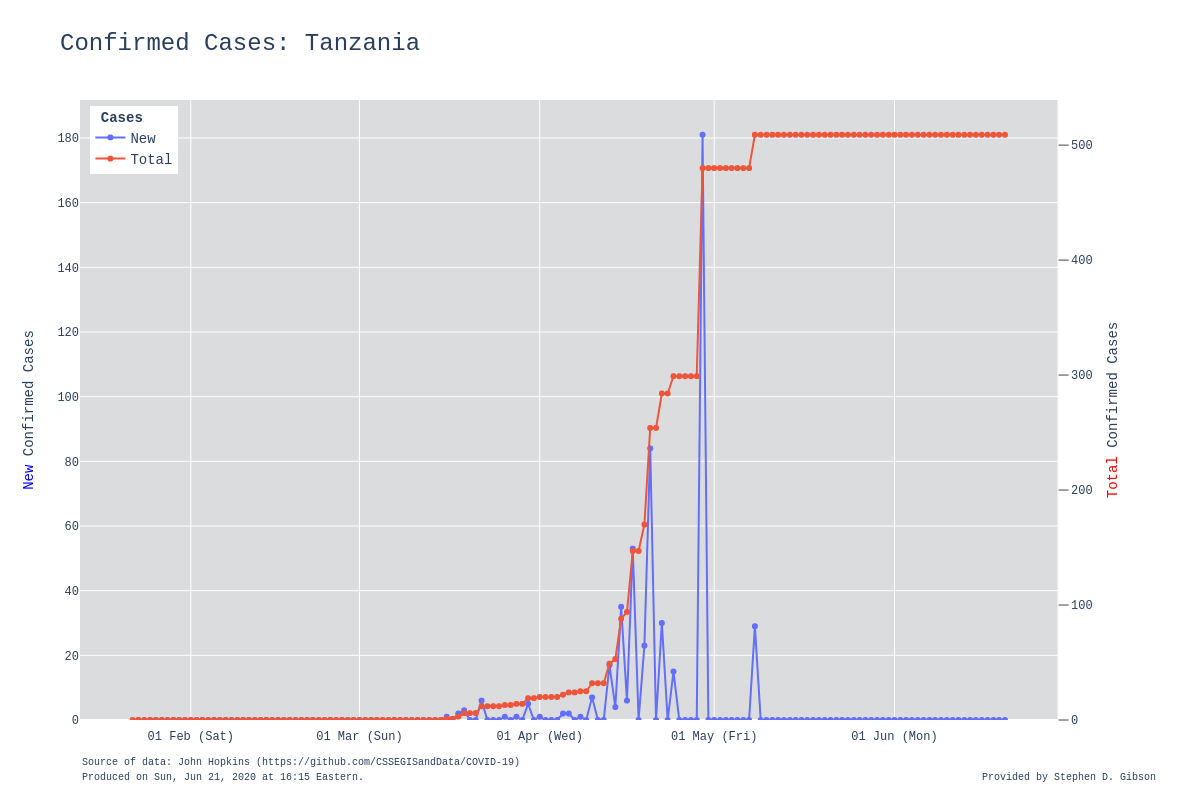 Confirmed Cases: Tanzania
Cases
New
Total
180
160
140
120
100
80
60
40
20
0
500
400
300
200
100
0
New Confirmed Cases
Total Confirmed Cases
01 Feb (Sat)
01 Mar (Sun)
01 Apr (Wed)
01 May (Fri)
01 Jun (Mon)
Source of data: John Hopkins (https://github.com/CSSEGISandData/COVID-19)
Produced on Sun, Jun 21, 2020 at 16:15 Eastern.
Provided by Stephen D. Gibson